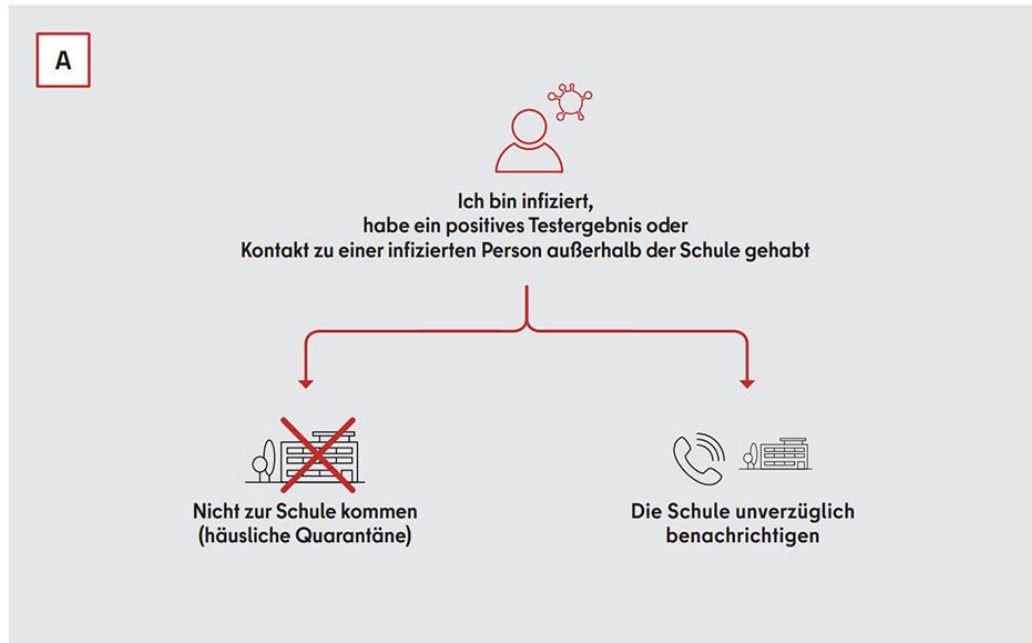 A
Ich bin infiziert,
habe ein positives Testergebnis oder
Kontakt zu einer infizierten Person außerhalb der Schule gehabt
Nicht zur Schule kommen
(häusliche Quarantäne)
Die Schule unverzüglich
benachrichtigen